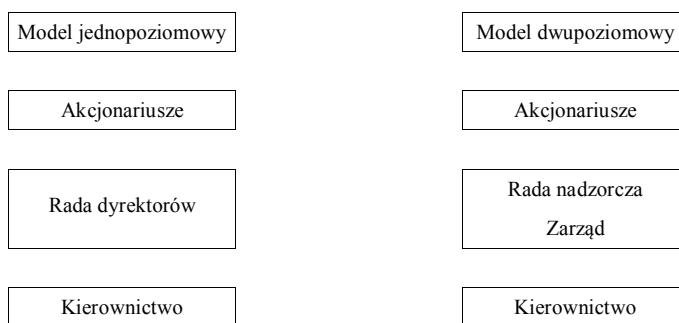 Model jednopoziomowy
Model dwupoziomowy
Akcjonariusze
Akcjonariusze
Rada dyrektorów
Rada nadzorcza
Zarząd
Kierownictwo
Kierownictwo